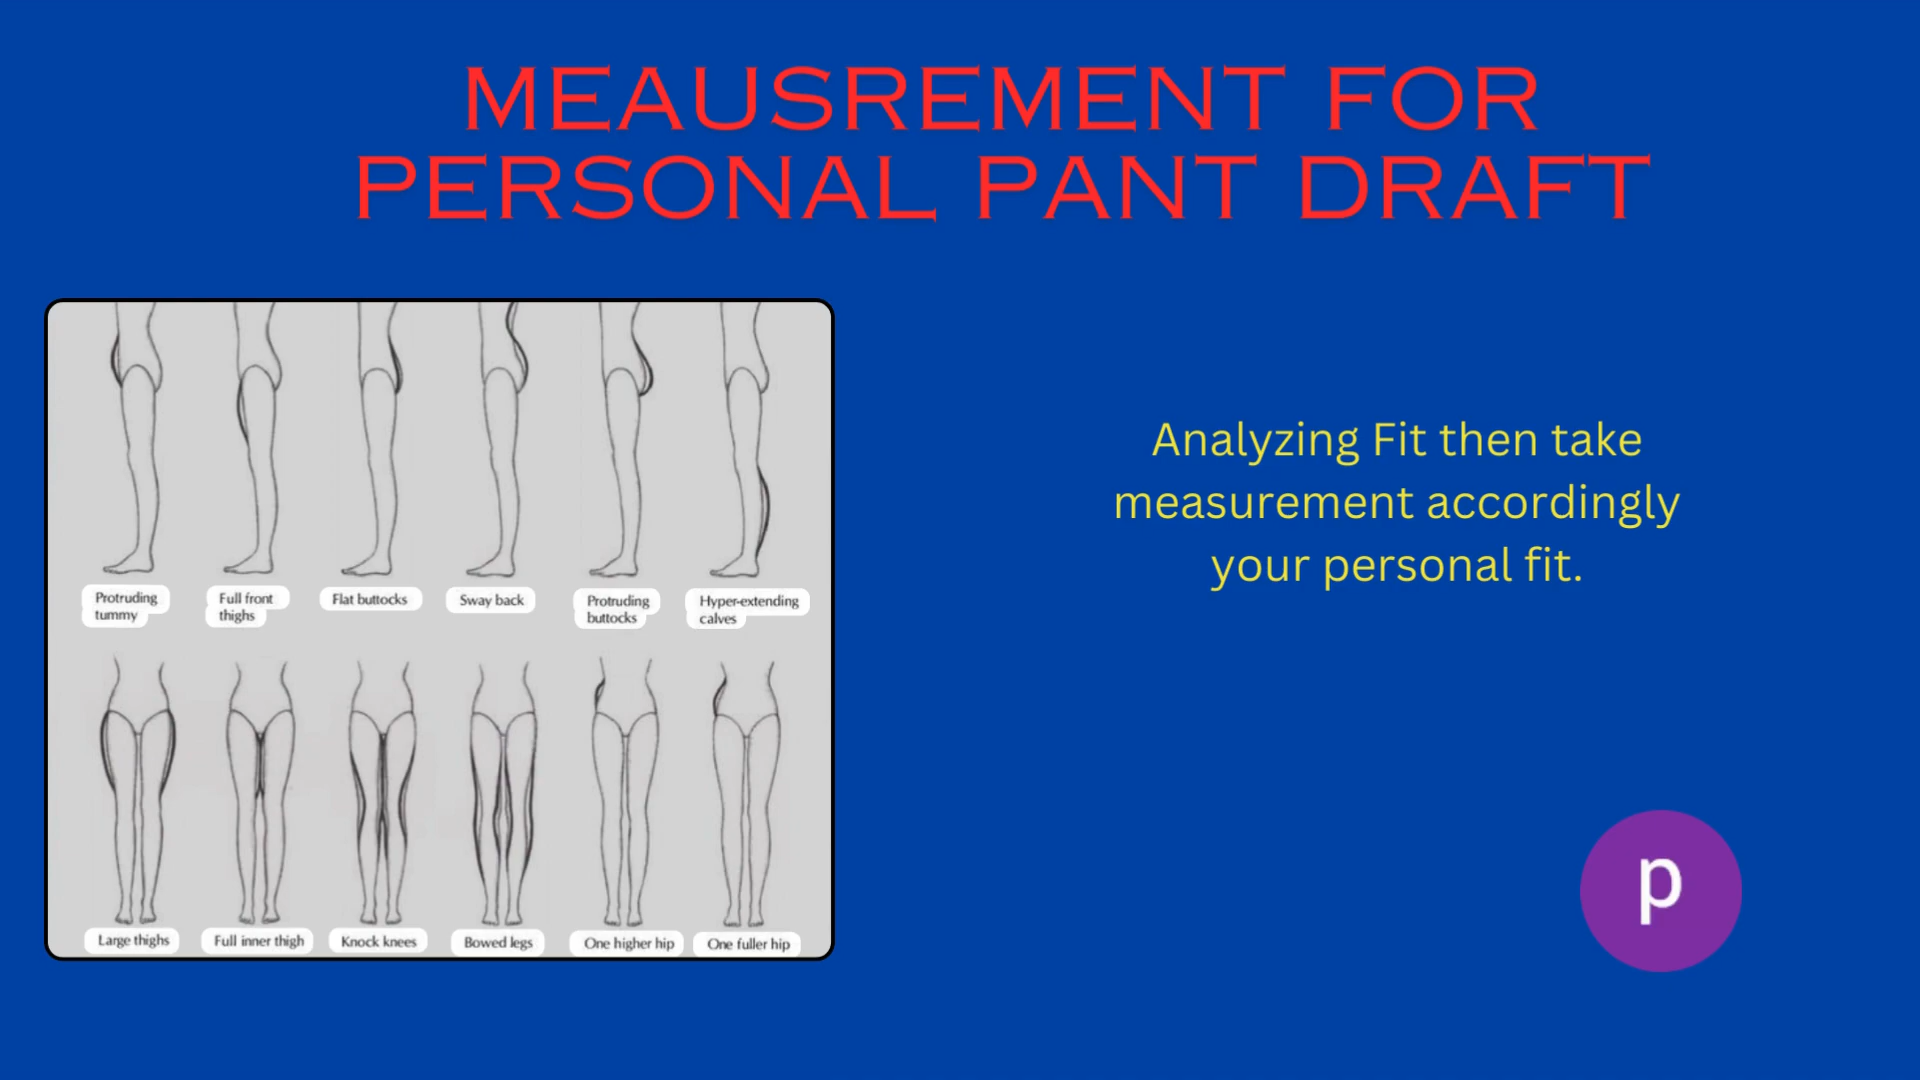 MEAUSREMENT FOR
PERSONAL PANT DRAFT
Analyzing Fit then take
measurement accordingly
your personal fit.
Protruding
tummy
Full front
thighs
Flat buttocks
Sway back
Protruding
buttocks
Hyper-extending
calves
Large thighs
Full inner thigh
Knock knees
Bowed legs
One higher hip
One fuller hip
p